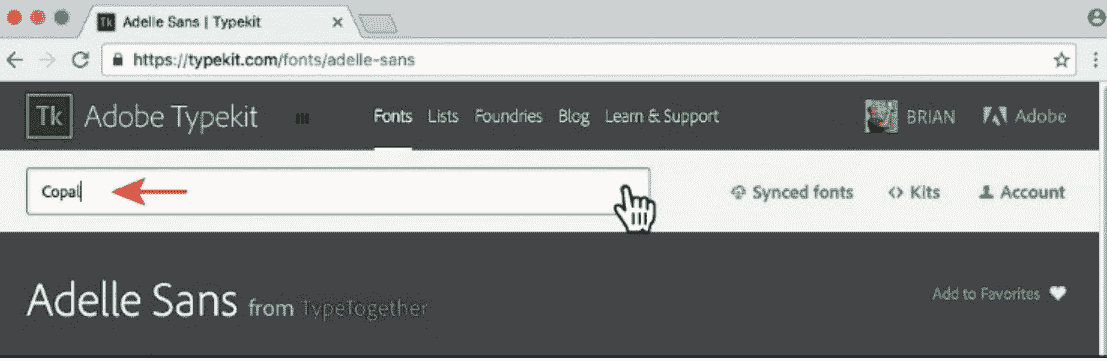 Tk Adelle Sans | Typekit
https://typekit.com/fonts/adelle-sans
Tk Adobe Typekit Fonts Lists Foundries Blog Learn & Support BRIAN Adobe
Copal Synced fonts Kits Account
Adelle Sans from TypeTogether Add to Favorites